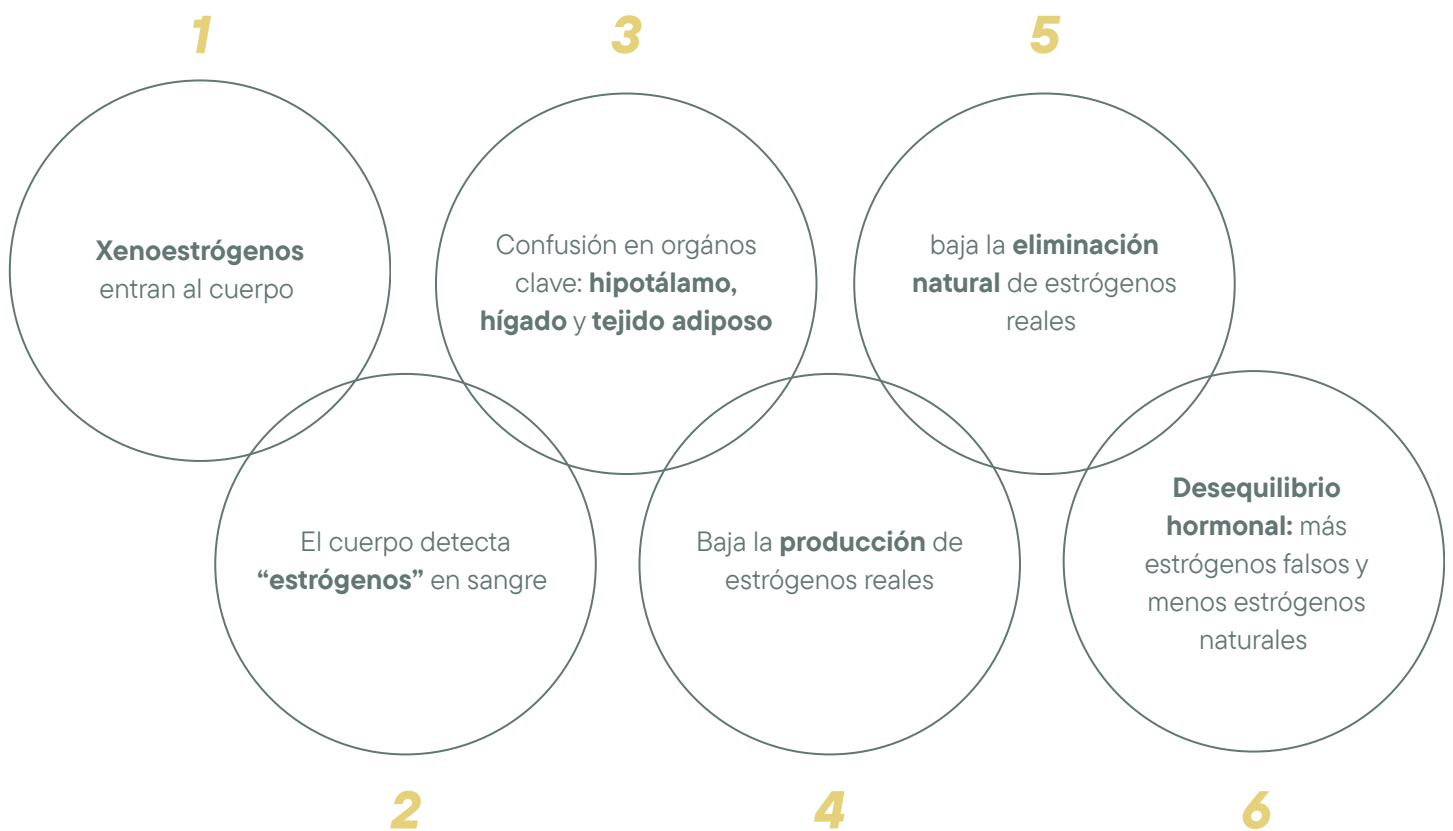 1
Xenoestrógenos
entran al cuerpo
2
El cuerpo detecta
“estrógenos” en sangre
3
Confusión en orgános
clave: hipotálamo,
hígado y tejido adiposo
4
Baja la producción de
estrógenos reales
5
baja la eliminación
natural de estrógenos
reales
6
Desequilibrio
hormonal: más
estrógenos falsos y
menos estrógenos
naturales